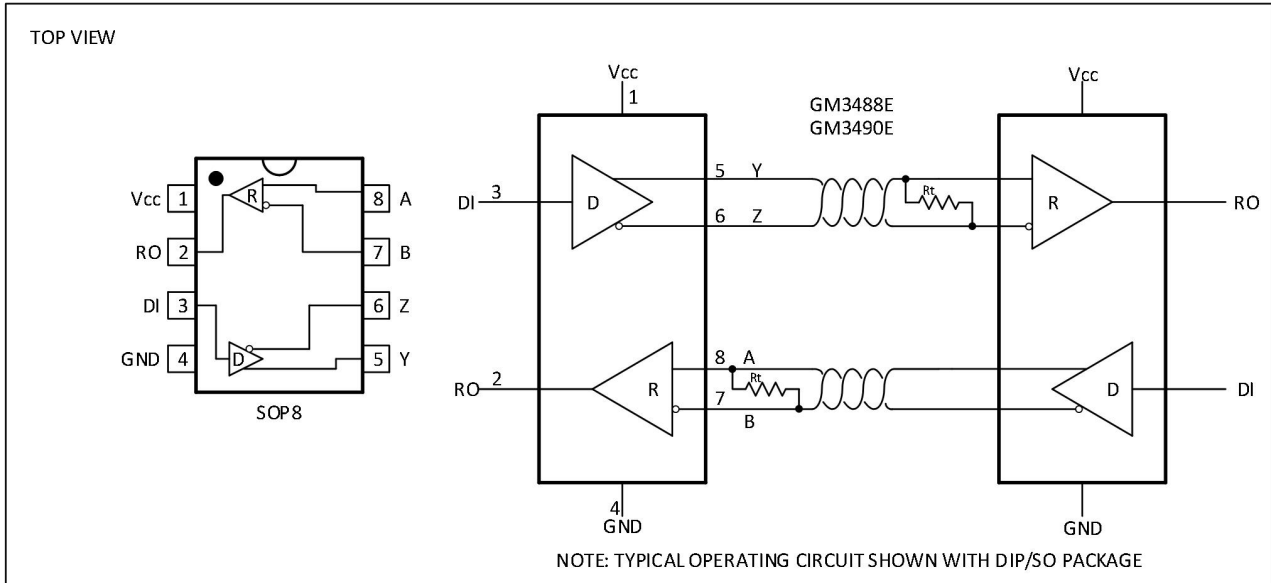 TOP VIEW
Vcc 1
RO 2
DI 3
GND 4
8 A
7 B
6 Z
5 Y
R
D
SOP8
Vcc
1
GM3488E
GM3490E
Vcc
DI 3
D
5 Y
6 Z
Rt
R
RO
RO 2
R
8 A
Rt
7
B
D
DI
4
GND
GND
NOTE: TYPICAL OPERATING CIRCUIT SHOWN WITH DIP/SO PACKAGE